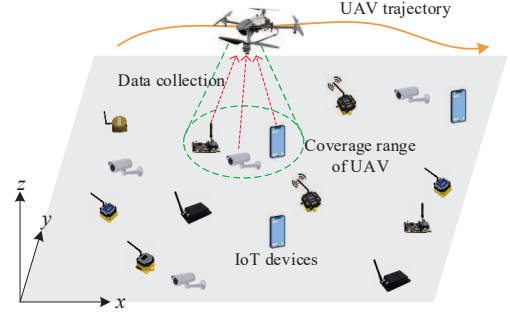 UAV trajectory
Data collection
Coverage range
of UAV
z
y
x
IoT devices